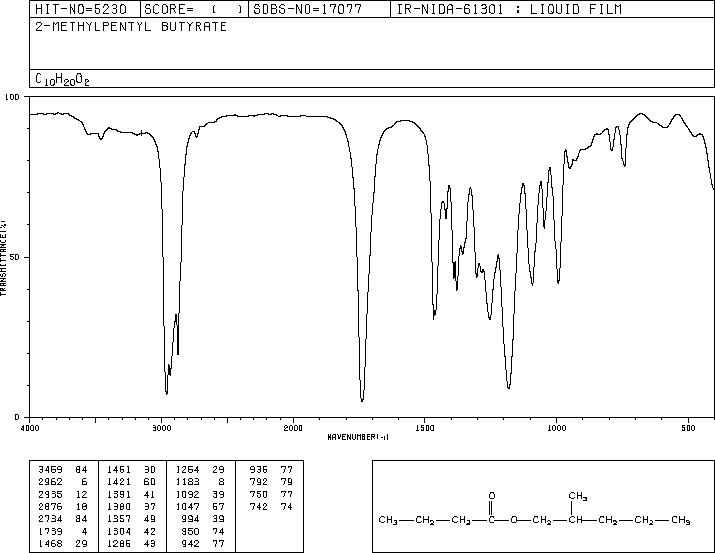 HIT-NO=5230 SCORE= ( ) SDBS-NO=17077 IR-NIDA-61301 : LIQUID FILM
2-METHYLPENTYL BUTYRATE
C10H20O2
100
50
0
TRANSMITTANCE(%)
4000 3000 2000 1500 1000 500
WAVENUMBER(-1)
3469 84 1461 30 1254 29 936 77
2962 6 1421 60 1183 8 792 79
2935 12 1391 41 1092 39 750 77
2876 18 1380 37 1047 57 742 74
2734 84 1357 49 994 39
1739 4 1304 42 950 74
1468 29 1286 43 942 77
O CH3
CH3—CH2—CH2—C—O—CH2—CH—CH2—CH2—CH3